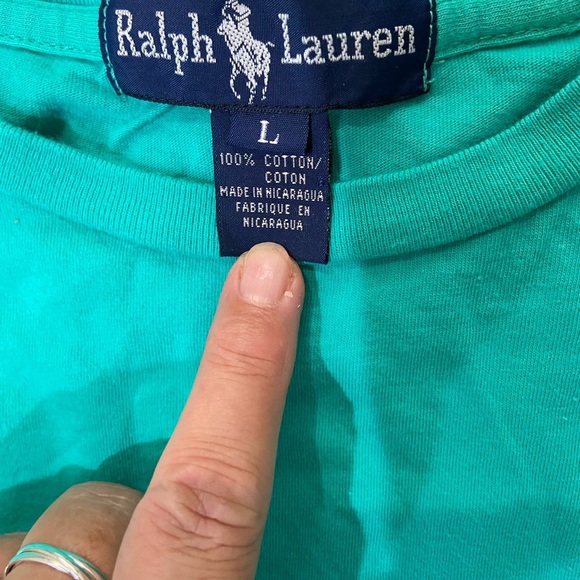 Ralph Lauren
L
100% COTTON/
COTON
MADE IN NICARAGUA
FABRIQUE EN
NICARAGUA